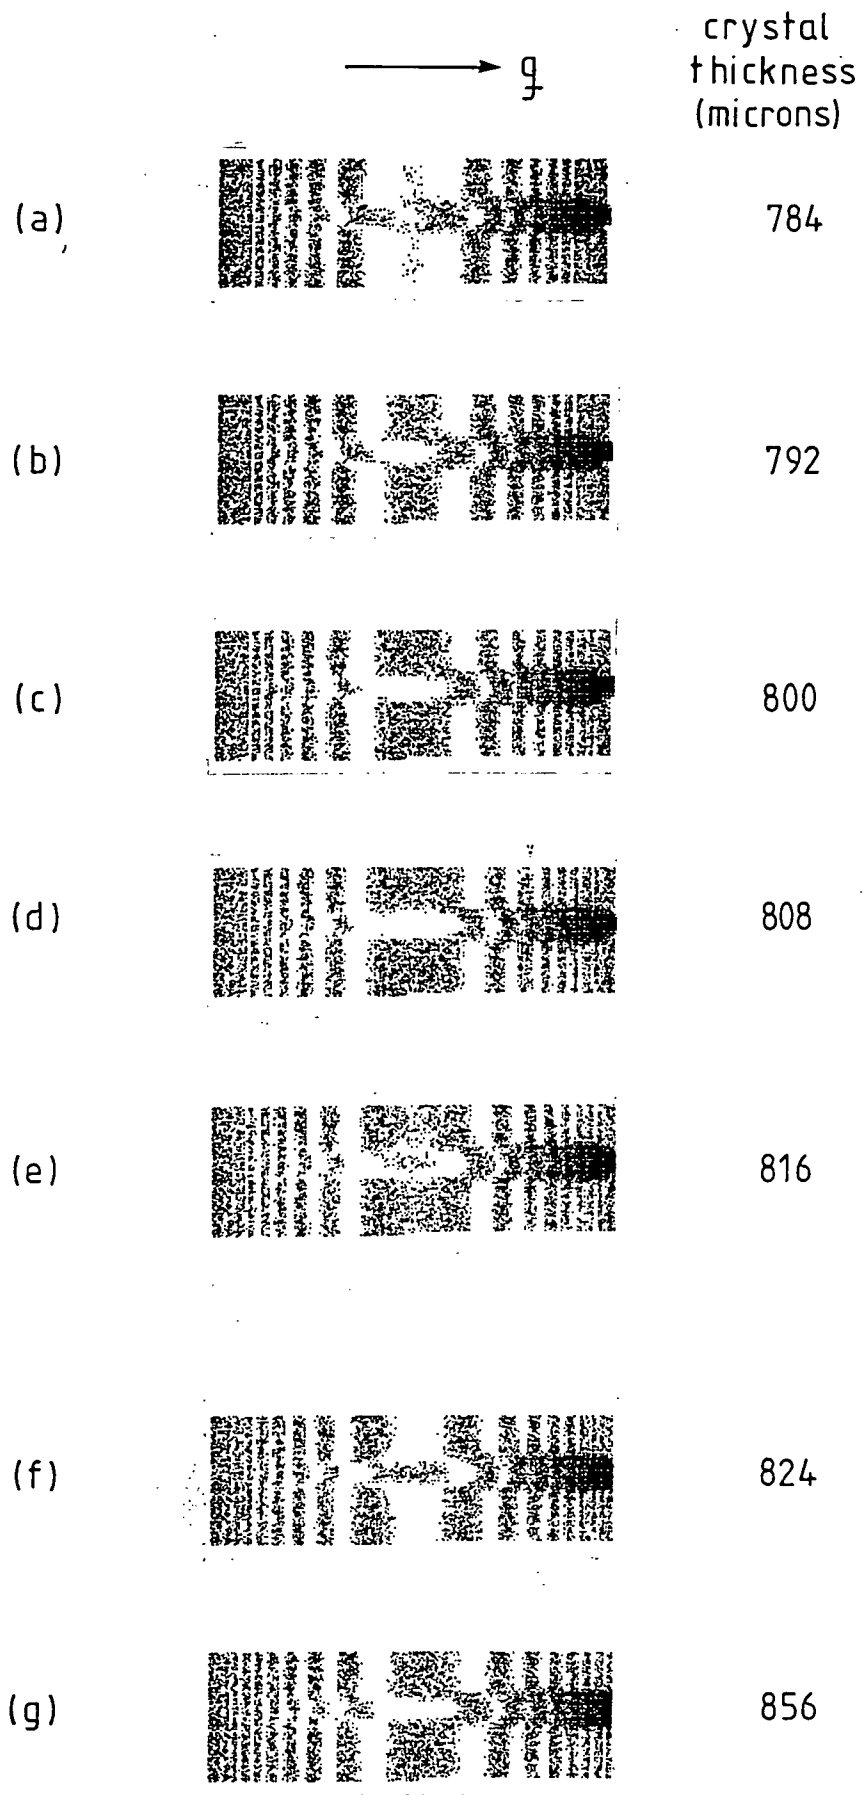 crystal
thickness
(microns)
g
(a) 784
(b) 792
(c) 800
(d) 808
(e) 816
(f) 824
(g) 856